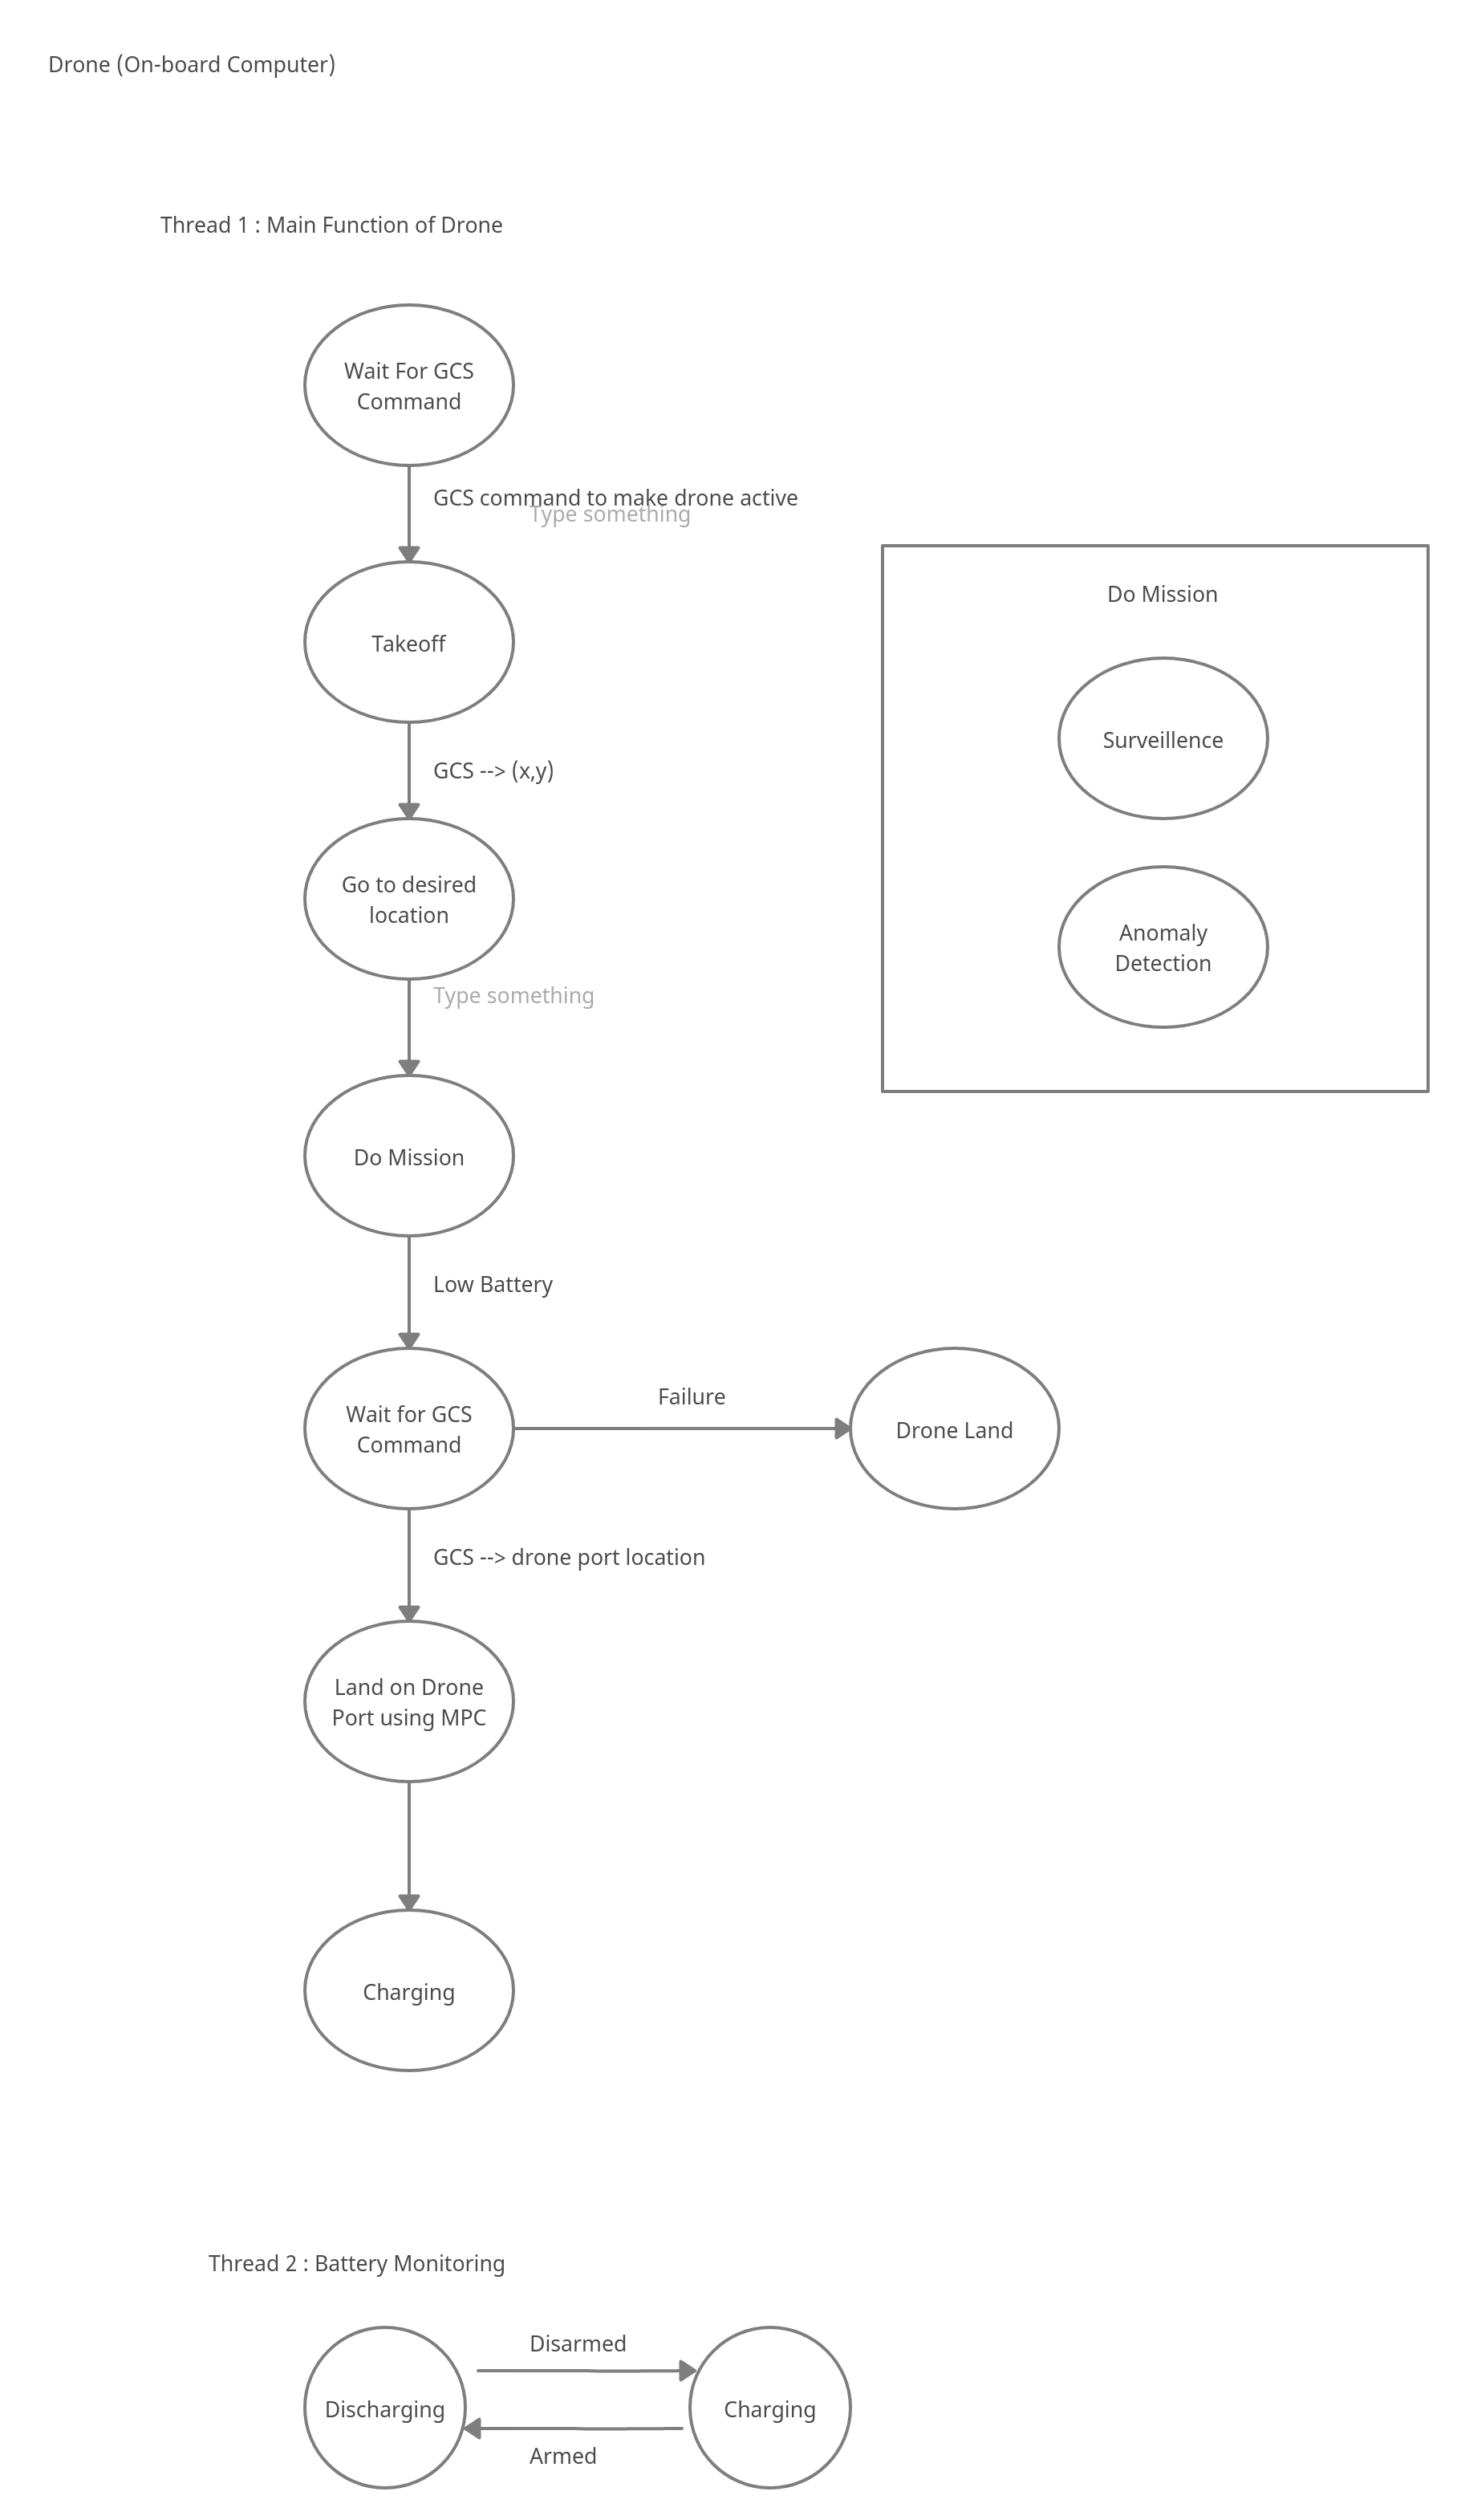 Drone (On-board Computer)
Thread 1 : Main Function of Drone
Wait For GCS
Command
GCS command to make drone active
Type something
Takeoff
GCS --> (x,y)
Go to desired
location
Type something
Do Mission
Surveillence
Anomaly
Detection
Do Mission
Low Battery
Wait for GCS
Command
Failure
Drone Land
GCS --> drone port location
Land on Drone
Port using MPC
Charging
Thread 2 : Battery Monitoring
Disarmed
Discharging
Charging
Armed